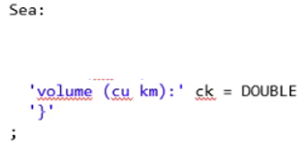 Sea:
'volume (cu km):' ck = DOUBLE
'}'
;